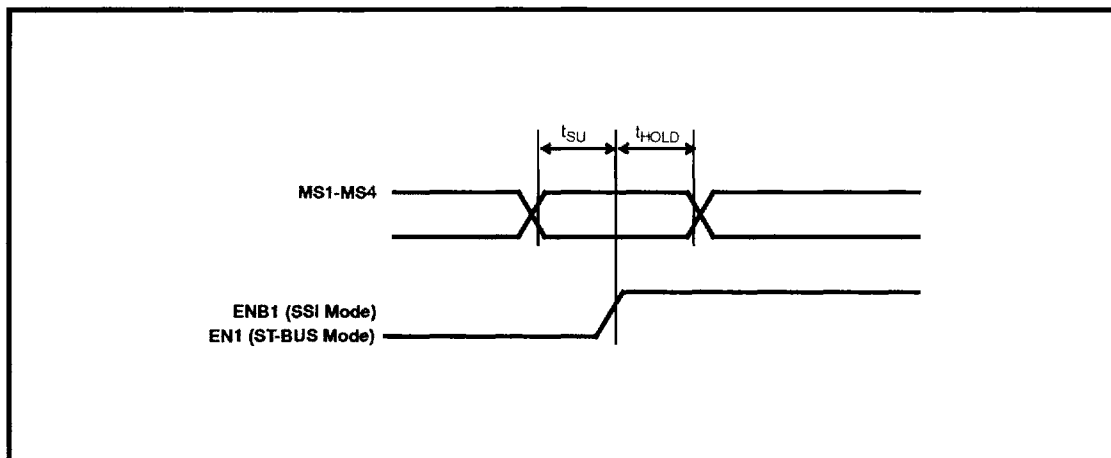 tSU tHOLD
MS1-MS4
ENB1 (SSI Mode)
EN1 (ST-BUS Mode)